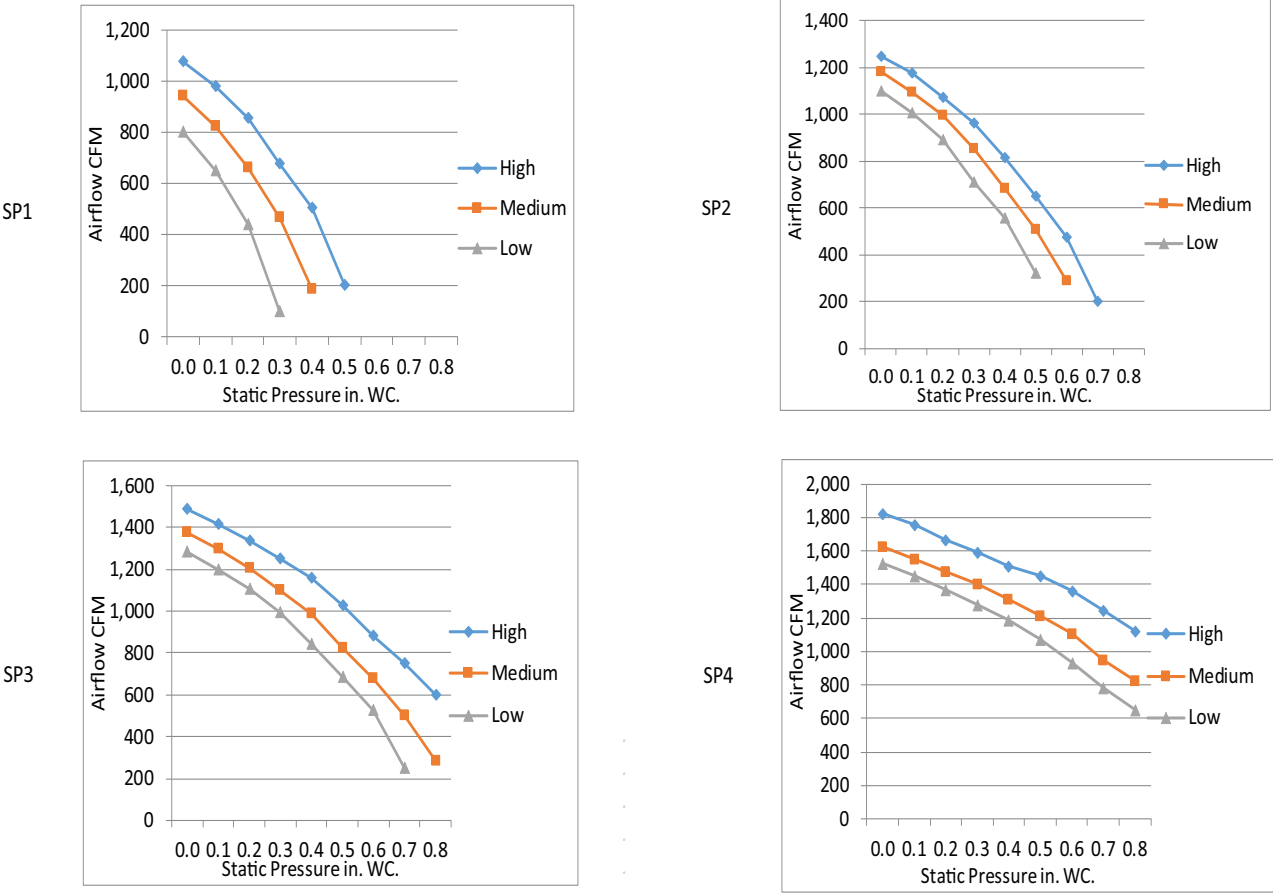 SP1
Airflow CFM
1,200
1,000
800
600
400
200
0
0.0 0.1 0.2 0.3 0.4 0.5 0.6 0.7 0.8
Static Pressure in. WC.
High
Medium
Low
SP2
Airflow CFM
1,400
1,200
1,000
800
600
400
200
0
0.0 0.1 0.2 0.3 0.4 0.5 0.6 0.7 0.8
Static Pressure in. WC.
High
Medium
Low
SP3
Airflow CFM
1,600
1,400
1,200
1,000
800
600
400
200
0
0.0 0.1 0.2 0.3 0.4 0.5 0.6 0.7 0.8
Static Pressure in. WC.
High
Medium
Low
SP4
Airflow CFM
2,000
1,800
1,600
1,400
1,200
1,000
800
600
400
200
0
0.0 0.1 0.2 0.3 0.4 0.5 0.6 0.7 0.8
Static Pressure in. WC.
High
Medium
Low